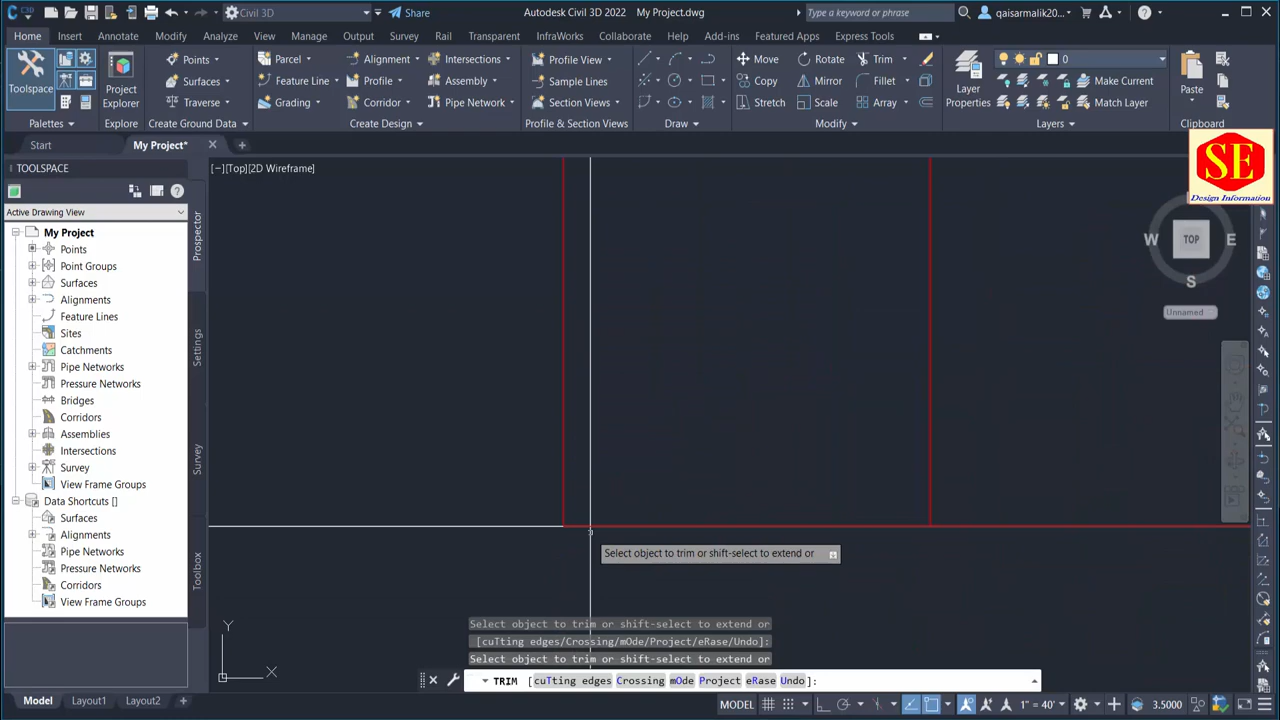 C3D
Civil 3D
Share
Autodesk Civil 3D 2022 My Project.dwg
Type a keyword or phrase
qaisarmalik20...
Home Insert Annotate Modify Analyze View Manage Output Survey Rail Transparent InfraWorks Collaborate Help Add-ins Featured Apps Express Tools
Toolspace
Palettes
Project
Explorer
Explore
Points
Surfaces
Traverse
Create Ground Data
Parcel
Feature Line
Grading
Alignment
Profile
Corridor
Intersections
Assembly
Pipe Network
Create Design
Profile View
Sample Lines
Section Views
Profile & Section Views
Draw
Move Rotate Trim
Copy Mirror Fillet
Stretch Scale Array
Modify
Layer
Properties
0
Make Current
Match Layer
Layers
Paste
Clipboard
Start My Project*
SE
Design Information
TOOLSPACE
Active Drawing View
My Project
Points
Point Groups
Surfaces
Alignments
Feature Lines
Sites
Catchments
Pipe Networks
Pressure Networks
Bridges
Corridors
Assemblies
Intersections
Survey
View Frame Groups
Data Shortcuts []
Surfaces
Alignments
Pipe Networks
Pressure Networks
Corridors
View Frame Groups
Prospector
Settings
Survey
Toolbox
[−][Top][2D Wireframe]
W TOP E
S
Unnamed
Select object to trim or shift-select to extend or
Select object to trim or shift-select to extend or
[cuTting edges/Crossing/mOde/Project/eRase/Undo]:
Select object to trim or shift-select to extend or
TRIM [cuTting edges Crossing mOde Project eRase Undo]:
Y
X
Model Layout1 Layout2
MODEL
1" = 40'
3.5000